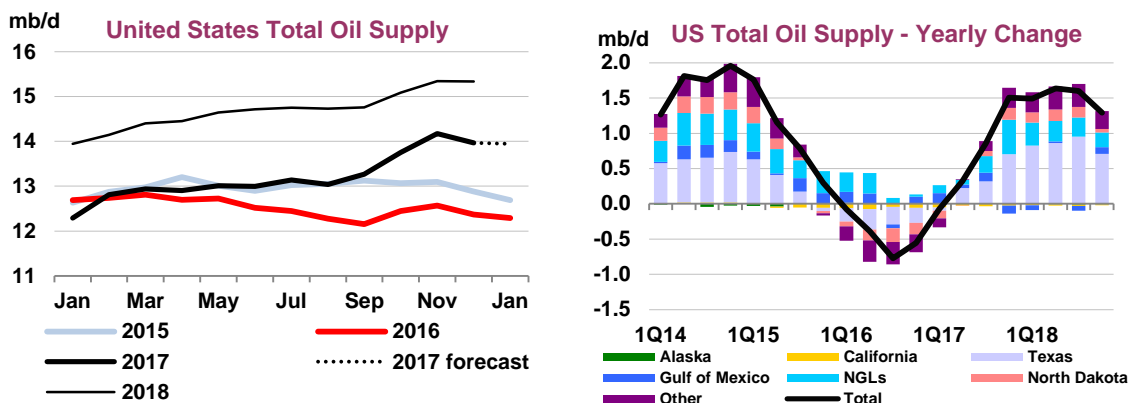 mb/d
United States Total Oil Supply
16
15
14
13
12
11
Jan Mar May Jul Sep Nov Jan
2015 2016
2017 2017 forecast
2018
US Total Oil Supply - Yearly Change
mb/d
2.0
1.5
1.0
0.5
0.0
-0.5
-1.0
-1.5
1Q14 1Q15 1Q16 1Q17 1Q18
Alaska California Texas
Gulf of Mexico NGLs North Dakota
Other Total